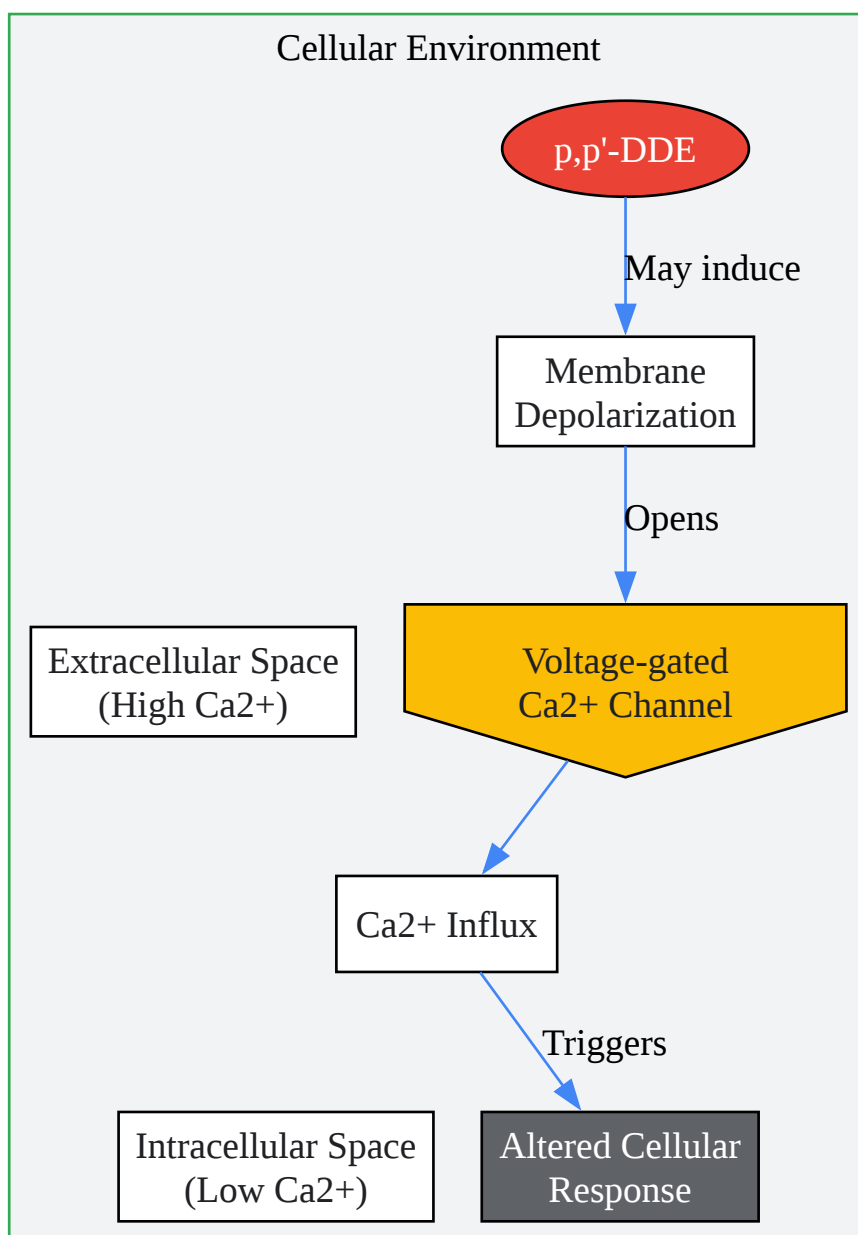 Cellular Environment
p,p'-DDE
May induce
Membrane
Depolarization
Opens
Extracellular Space
(High Ca2+)
Voltage-gated
Ca2+ Channel
Ca2+ Influx
Triggers
Intracellular Space
(Low Ca2+)
Altered Cellular
Response